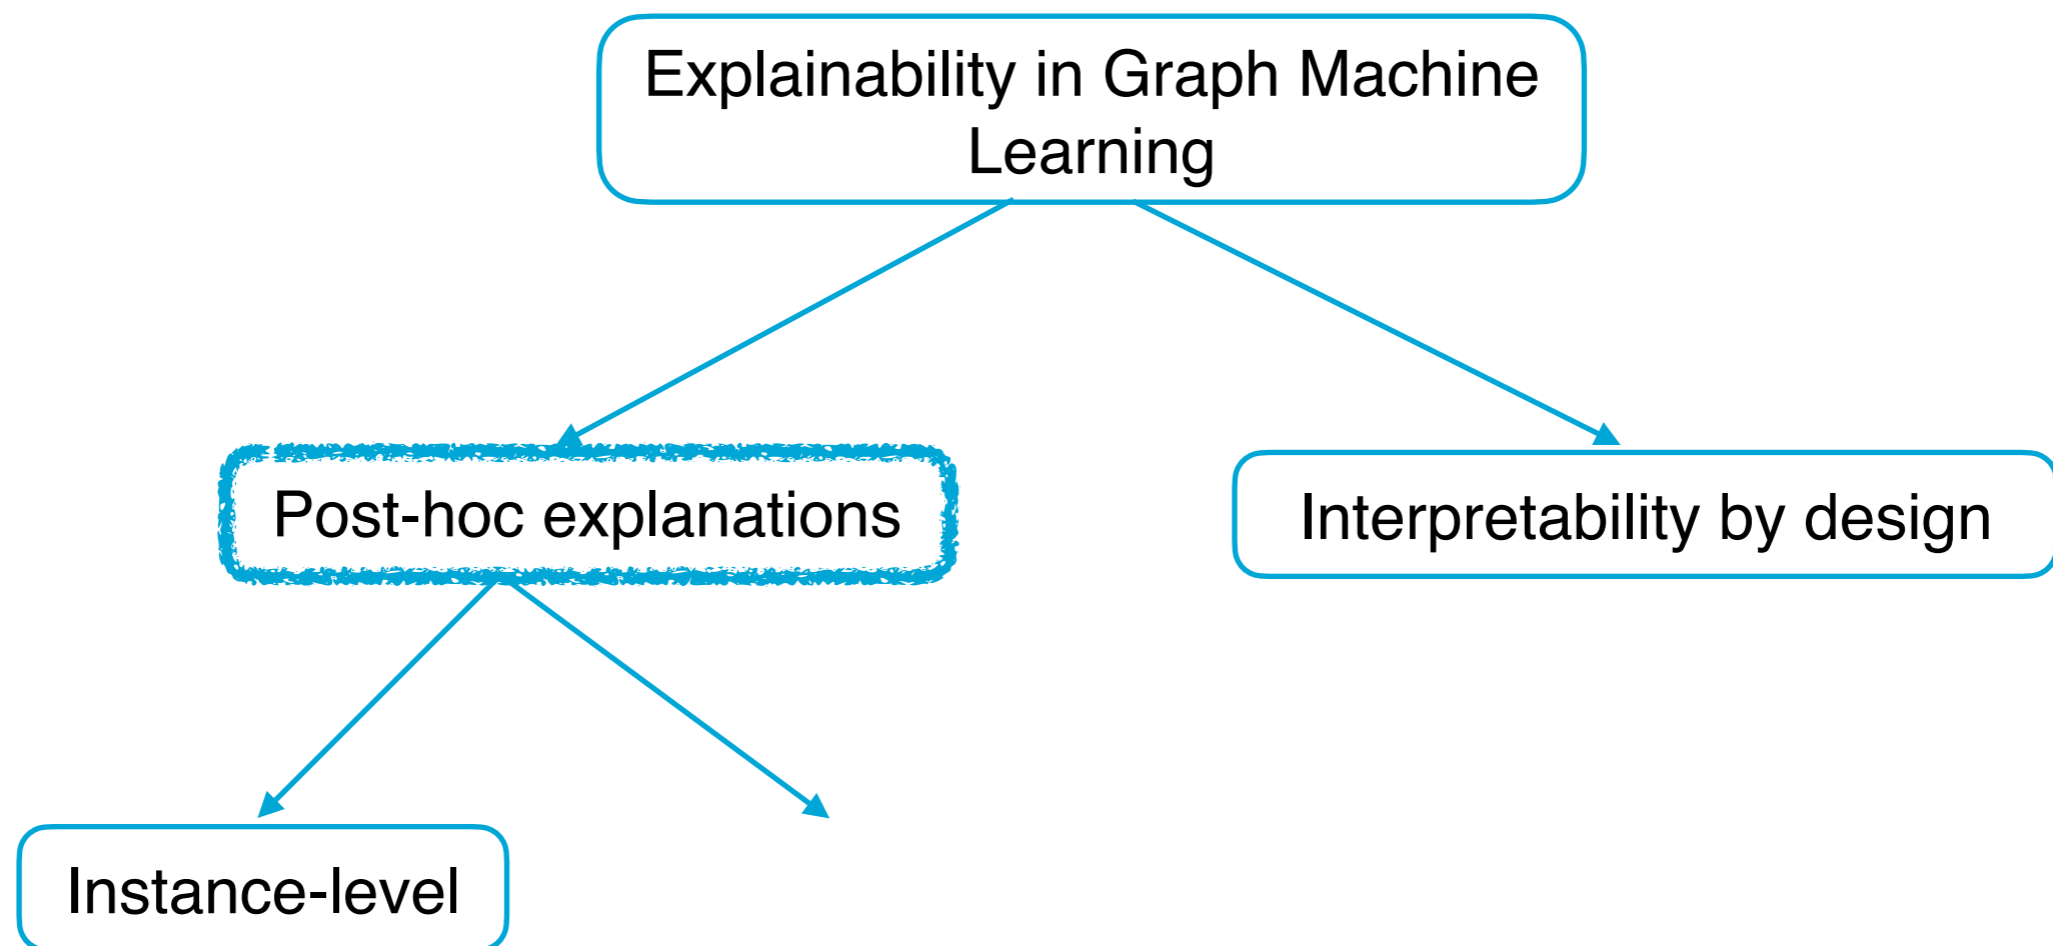 Explainability in Graph Machine
Learning
Post-hoc explanations
Interpretability by design
Instance-level